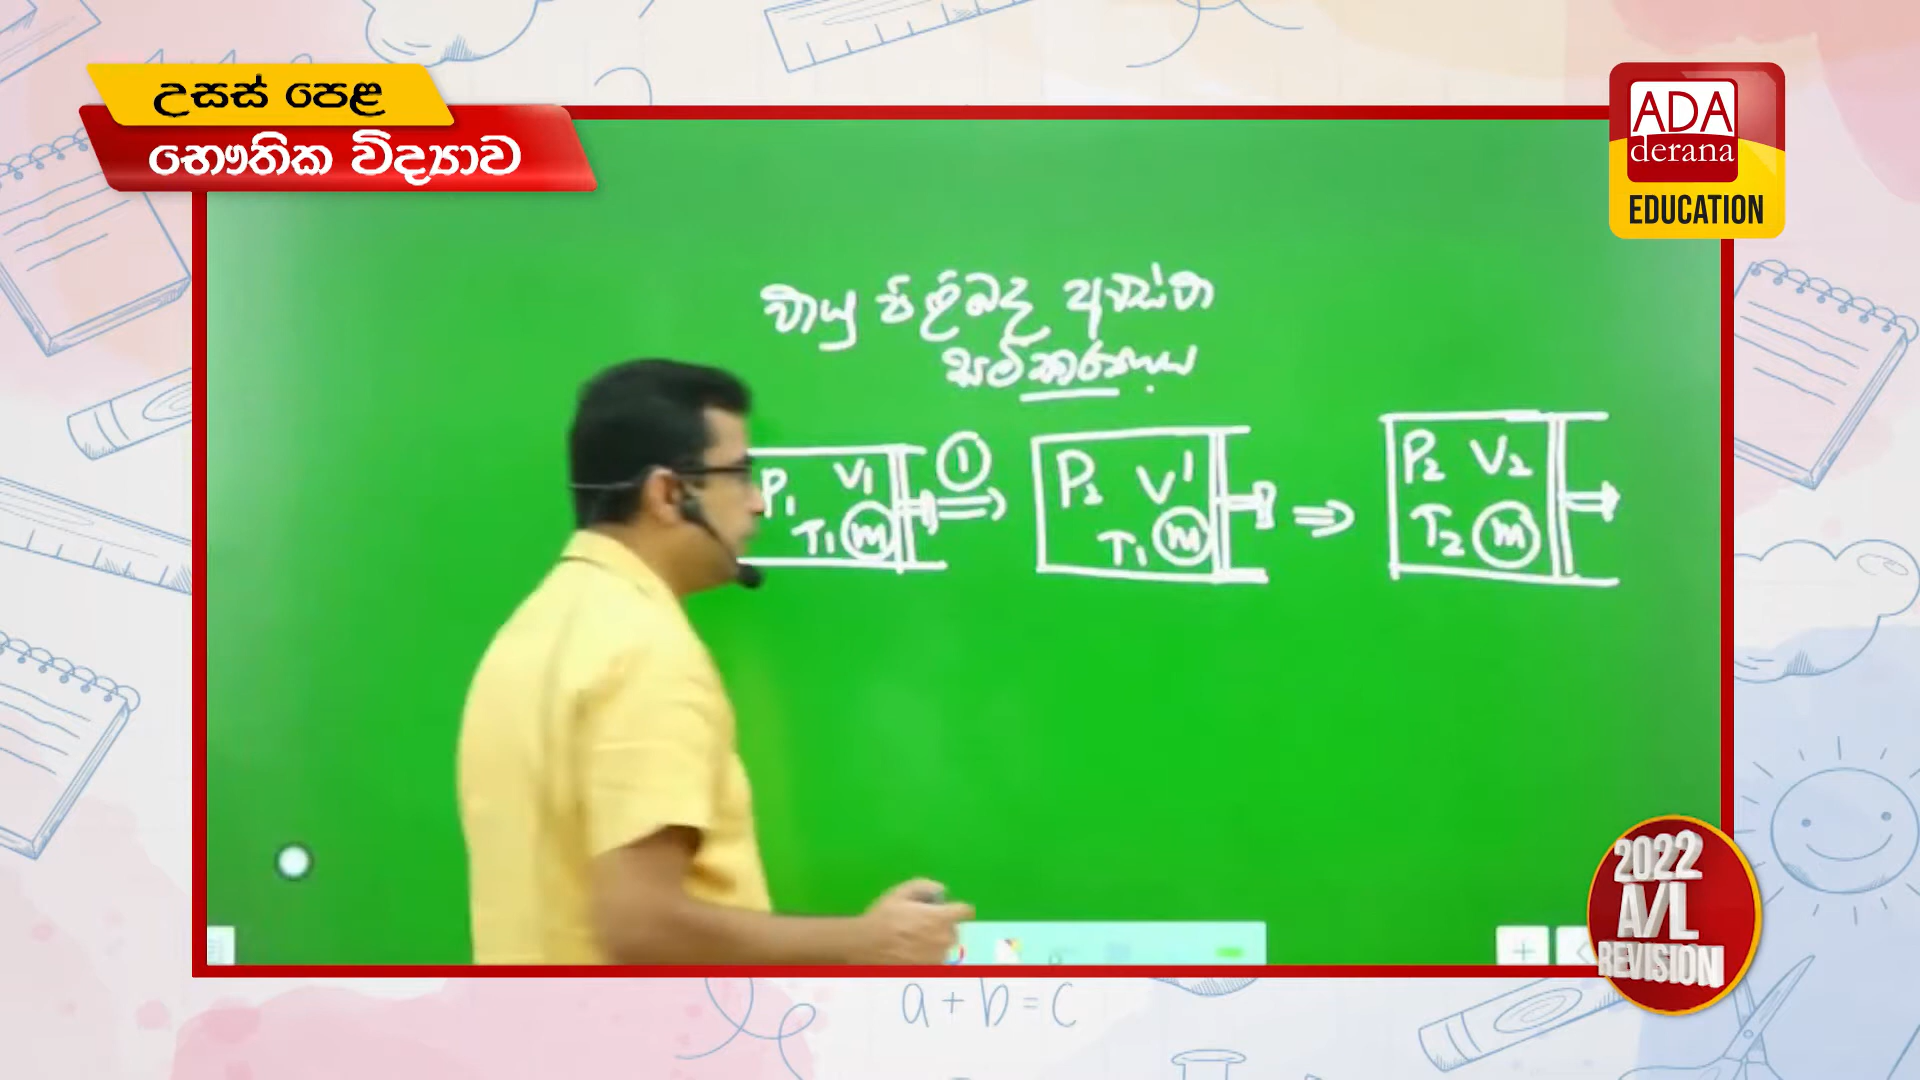 උසස් පෙළ
භෞතික විද්‍යාව
ADA
derana
EDUCATION
වායු පිළිබඳ අවස්ථා
සමීකරණය
P₁ V₁
T₁ m
1
P₂ V'
T₁ m
P₂ V₂
T₂ m
2022
A/L
REVISION
a + b = c